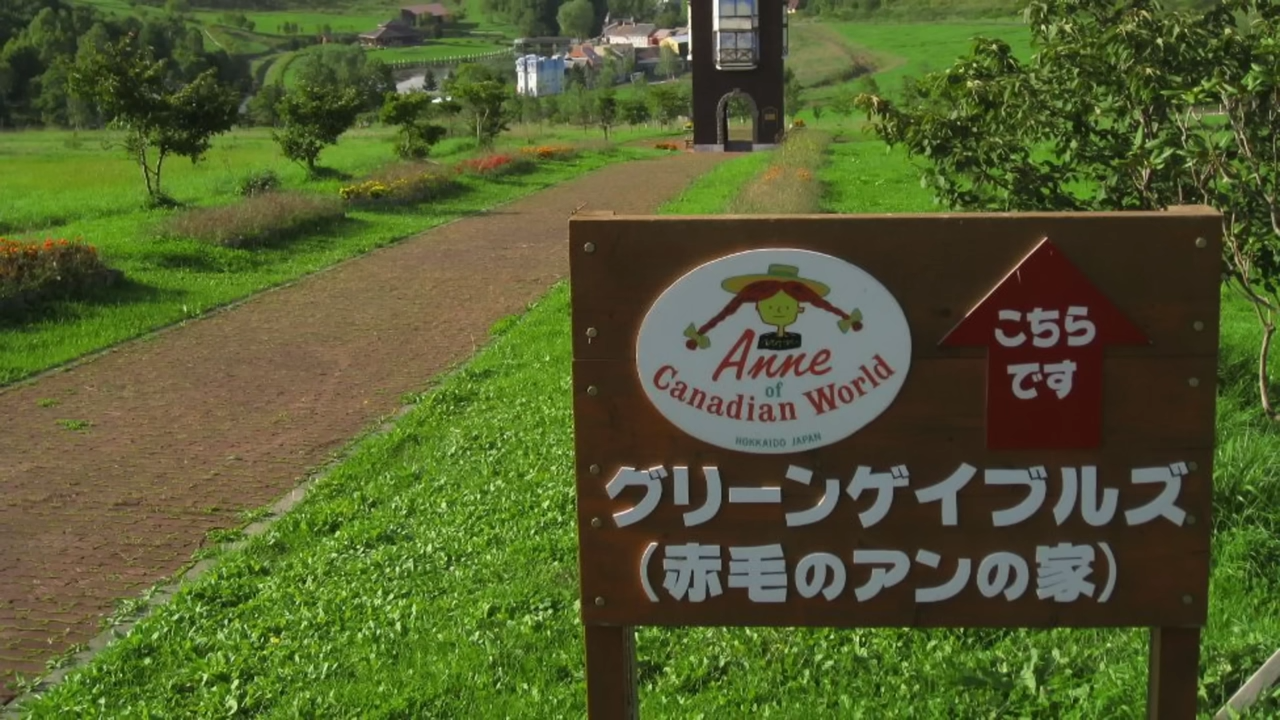 Anne
of
Canadian World
HOKKAIDO JAPAN
こちら
です
グリーンゲイブルズ
(赤毛のアンの家)